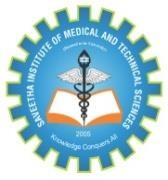 SAVEETHA INSTITUTE OF MEDICAL AND TECHNICAL SCIENCES
2005
Knowledge Conquers All